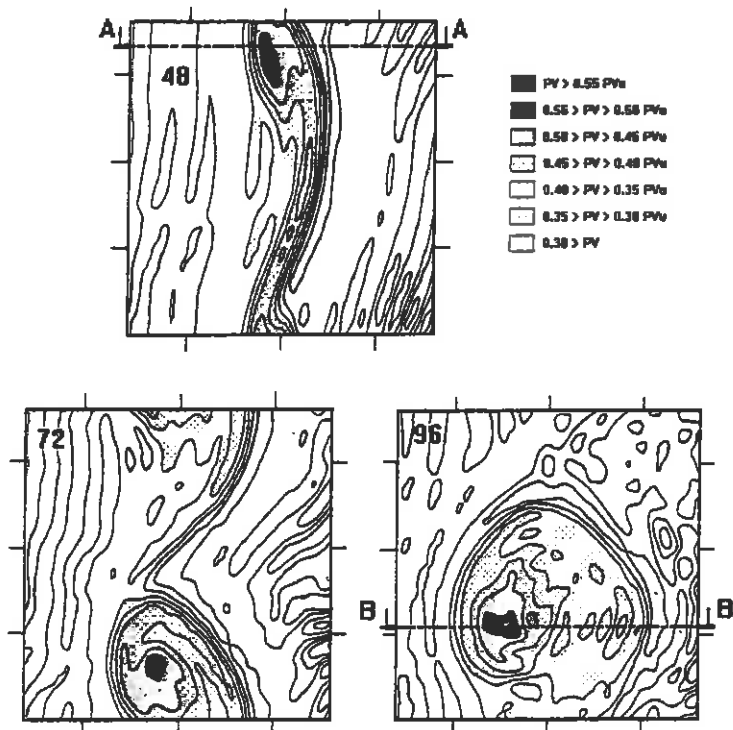 A A
48
PV > 0.55 PVu
0.55 > PV > 0.50 PVu
0.50 > PV > 0.45 PVu
0.45 > PV > 0.40 PVu
0.40 > PV > 0.35 PVu
0.35 > PV > 0.30 PVu
0.30 > PV
72
96
B B